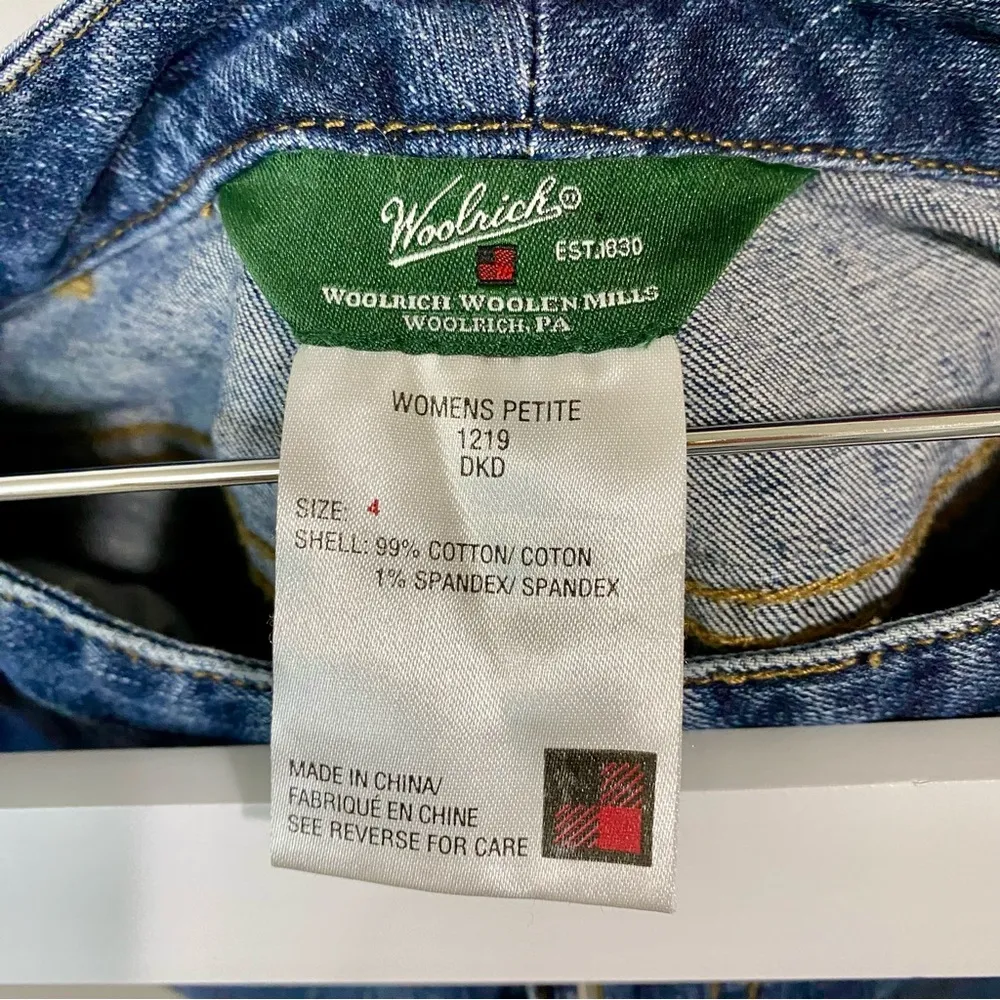 Woolrich®
EST.1830
WOOLRICH WOOLEN MILLS
WOOLRICH, PA
WOMENS PETITE
1219
DKD
SIZE: 4
SHELL: 99% COTTON/ COTON
1% SPANDEX/ SPANDEX
MADE IN CHINA/
FABRIQUÉ EN CHINE
SEE REVERSE FOR CARE